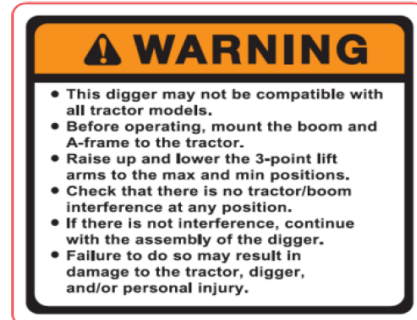 WARNING
• This digger may not be compatible with
all tractor models.
• Before operating, mount the boom and
A-frame to the tractor.
• Raise up and lower the 3-point lift
arms to the max and min positions.
• Check that there is no tractor/boom
interference at any position.
• If there is not interference, continue
with the assembly of the digger.
• Failure to do so may result in
damage to the tractor, digger,
and/or personal injury.